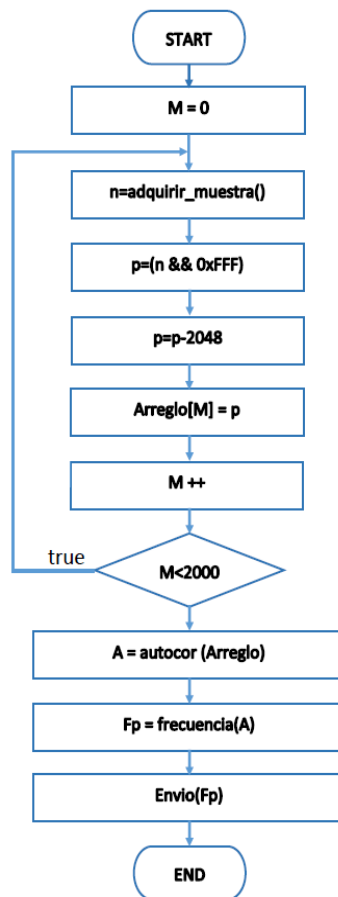 START
M = 0
n=adquirir_muestra()
p=(n && 0xFFF)
p=p-2048
Arreglo[M] = p
M ++
true
M<2000
A = autocor (Arreglo)
Fp = frecuencia(A)
Envio(Fp)
END